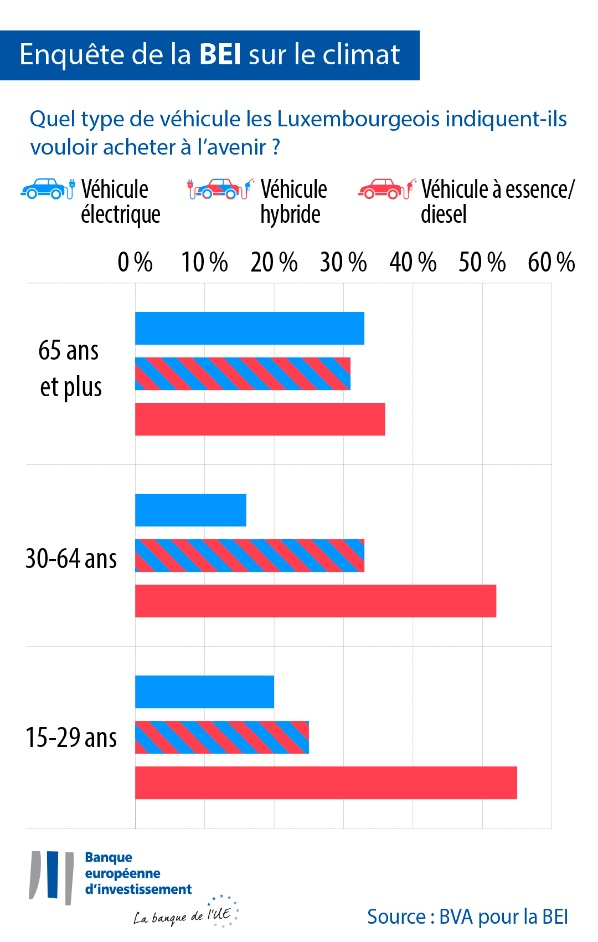 Enquête de la BEI sur le climat
Quel type de véhicule les Luxembourgeois indiquent-ils
vouloir acheter à l’avenir ?
Véhicule
électrique
Véhicule
hybride
Véhicule à essence/
diesel
0 % 10 % 20 % 30 % 40 % 50 % 60 %
65 ans
et plus
30-64 ans
15-29 ans
Banque
européenne
d’investissement
La banque de l’UE
Source : BVA pour la BEI